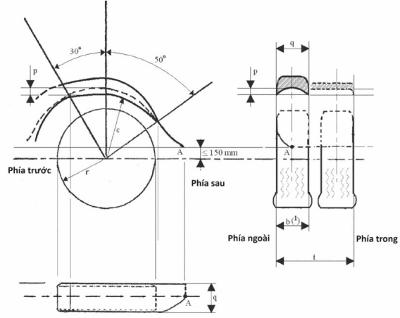 30°
50°
p
c
A
≤150 mm
Phía trước
r
Phía sau
q
A
q
p
A
Phía ngoài
b(¹)
Phía trong
t